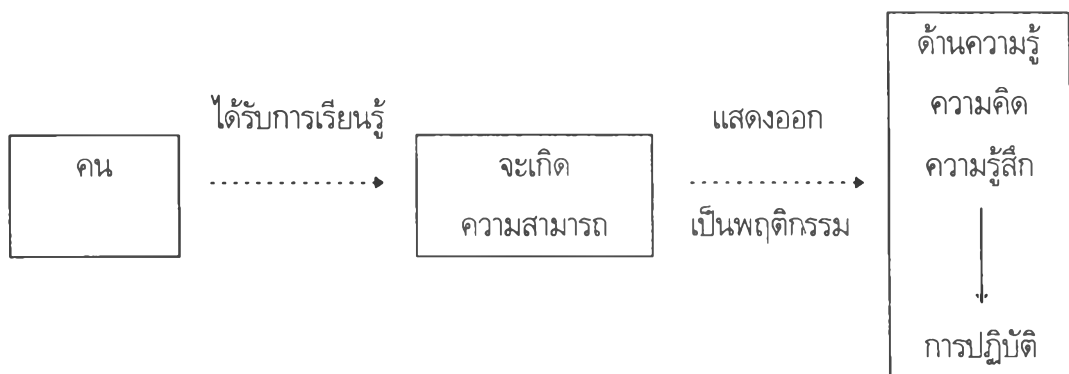 คน
ได้รับการเรียนรู้
จะเกิด
ความสามารถ
แสดงออก
เป็นพฤติกรรม
ด้านความรู้
ความคิด
ความรู้สึก
การปฏิบัติ